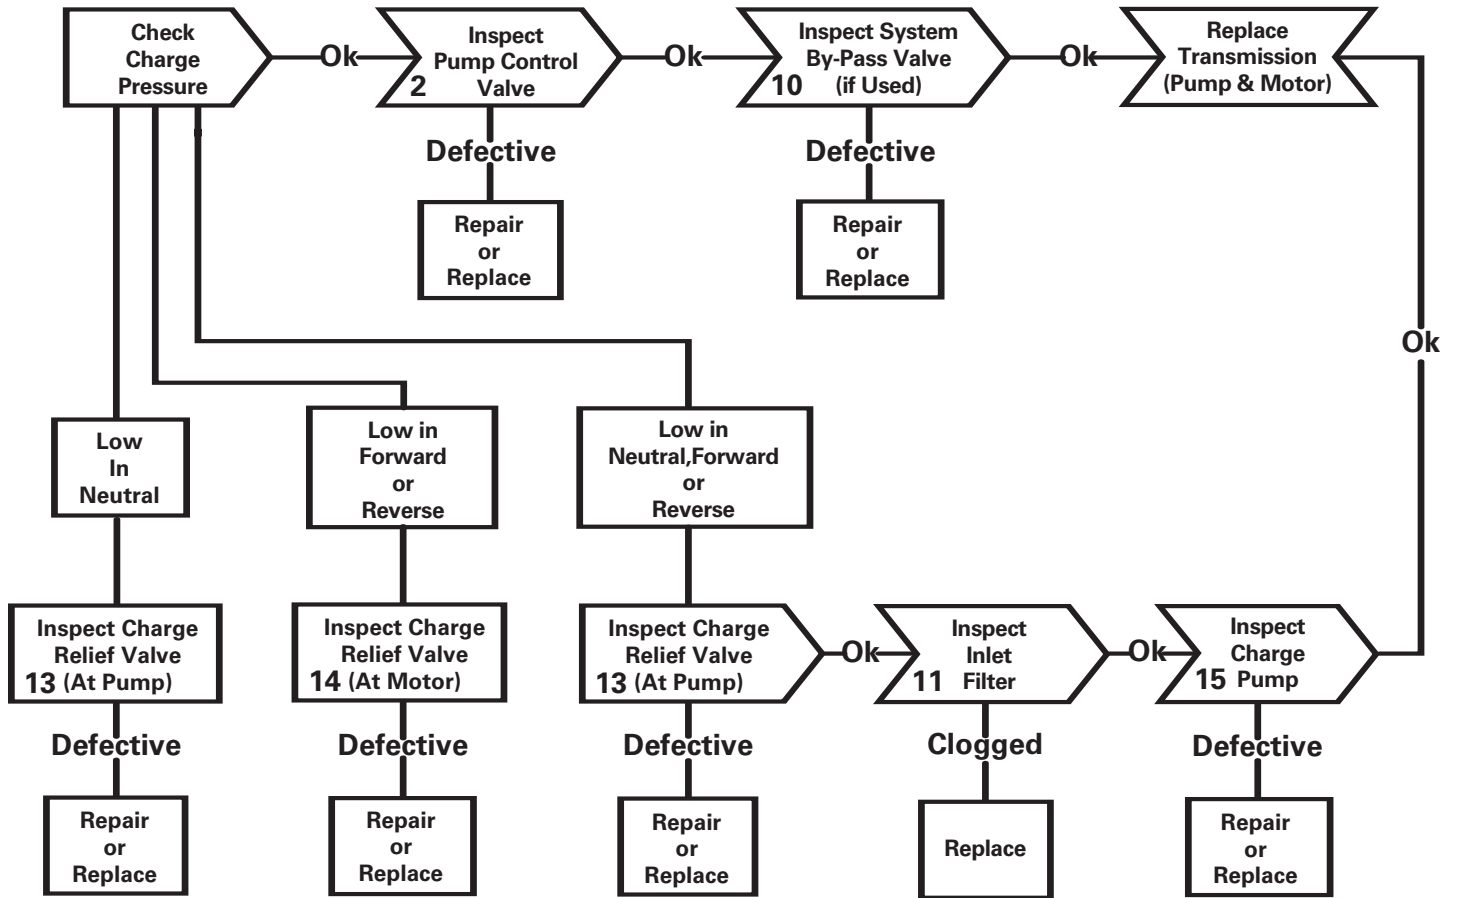 Check
Charge
Pressure
Ok
Inspect
Pump Control
2 Valve
Ok
Inspect System
By-Pass Valve
10 (if Used)
Ok
Replace
Transmission
(Pump & Motor)
Defective
Defective
Repair
or
Replace
Repair
or
Replace
Ok
Low
In
Neutral
Low in
Forward
or
Reverse
Low in
Neutral,Forward
or
Reverse
Inspect Charge
Relief Valve
13 (At Pump)
Inspect Charge
Relief Valve
14 (At Motor)
Inspect Charge
Relief Valve
13 (At Pump)
Ok
Inspect
Inlet
11 Filter
Ok
Inspect
Charge
15 Pump
Defective
Defective
Defective
Clogged
Defective
Repair
or
Replace
Repair
or
Replace
Repair
or
Replace
Replace
Repair
or
Replace